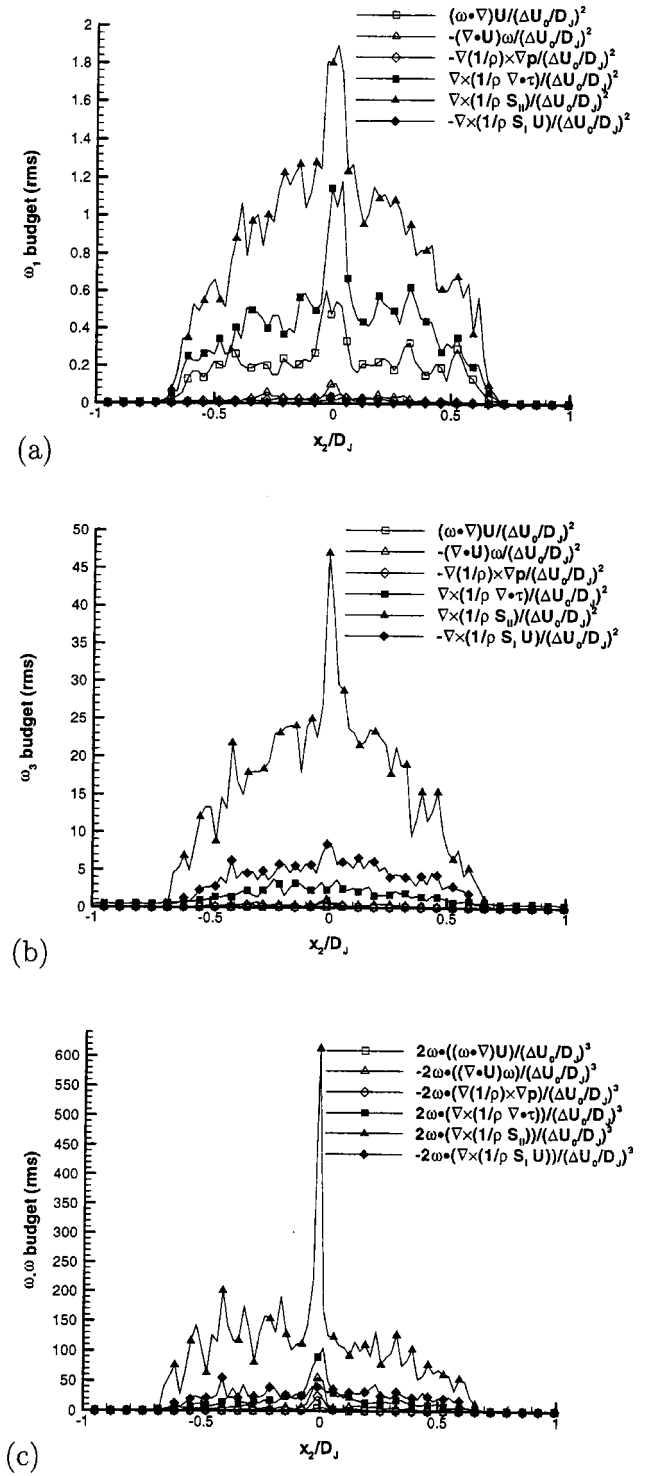 (ω•∇)U/(ΔU₀/D_J)²
-(∇•U)ω/(ΔU₀/D_J)²
-∇(1/ρ)×∇p/(ΔU₀/D_J)²
∇×(1/ρ ∇•τ)/(ΔU₀/D_J)²
∇×(1/ρ S_II)/(ΔU₀/D_J)²
-∇×(1/ρ S_I U)/(ΔU₀/D_J)²
2
1.8
1.6
1.4
1.2
1
0.8
0.6
0.4
0.2
0
ω₁ budget (rms)
-1 -0.5 0 0.5 1
x₂/D_J
(a)
(ω•∇)U/(ΔU₀/D_J)²
-(∇•U)ω/(ΔU₀/D_J)²
-∇(1/ρ)×∇p/(ΔU₀/D_J)²
∇×(1/ρ ∇•τ)/(ΔU₀/D_J)²
∇×(1/ρ S_II)/(ΔU₀/D_J)²
-∇×(1/ρ S_I U)/(ΔU₀/D_J)²
50
45
40
35
30
25
20
15
10
5
0
ω₃ budget (rms)
-1 -0.5 0 0.5 1
x₂/D_J
(b)
2ω•((ω•∇)U)/(ΔU₀/D_J)³
-2ω•((∇•U)ω)/(ΔU₀/D_J)³
-2ω•(∇(1/ρ)×∇p)/(ΔU₀/D_J)³
2ω•(∇×(1/ρ ∇•τ))/(ΔU₀/D_J)³
2ω•(∇×(1/ρ S_II))/(ΔU₀/D_J)³
-2ω•(∇×(1/ρ S_I U))/(ΔU₀/D_J)³
600
550
500
450
400
350
300
250
200
150
100
50
0
ω.ω budget (rms)
-1 -0.5 0 0.5 1
x₂/D_J
(c)